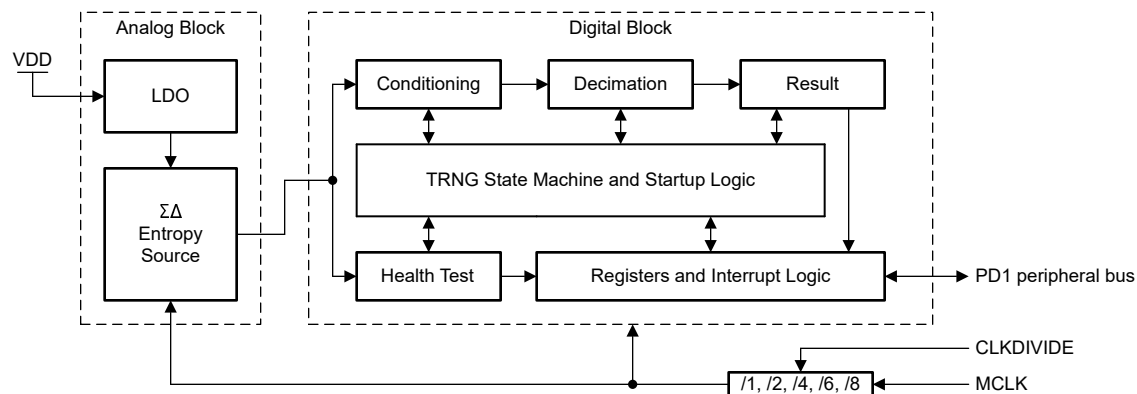 Analog Block
Digital Block
VDD
LDO
Conditioning
Decimation
Result
TRNG State Machine and Startup Logic
ΣΔ
Entropy
Source
Health Test
Registers and Interrupt Logic
PD1 peripheral bus
CLKDIVIDE
/1, /2, /4, /6, /8
MCLK